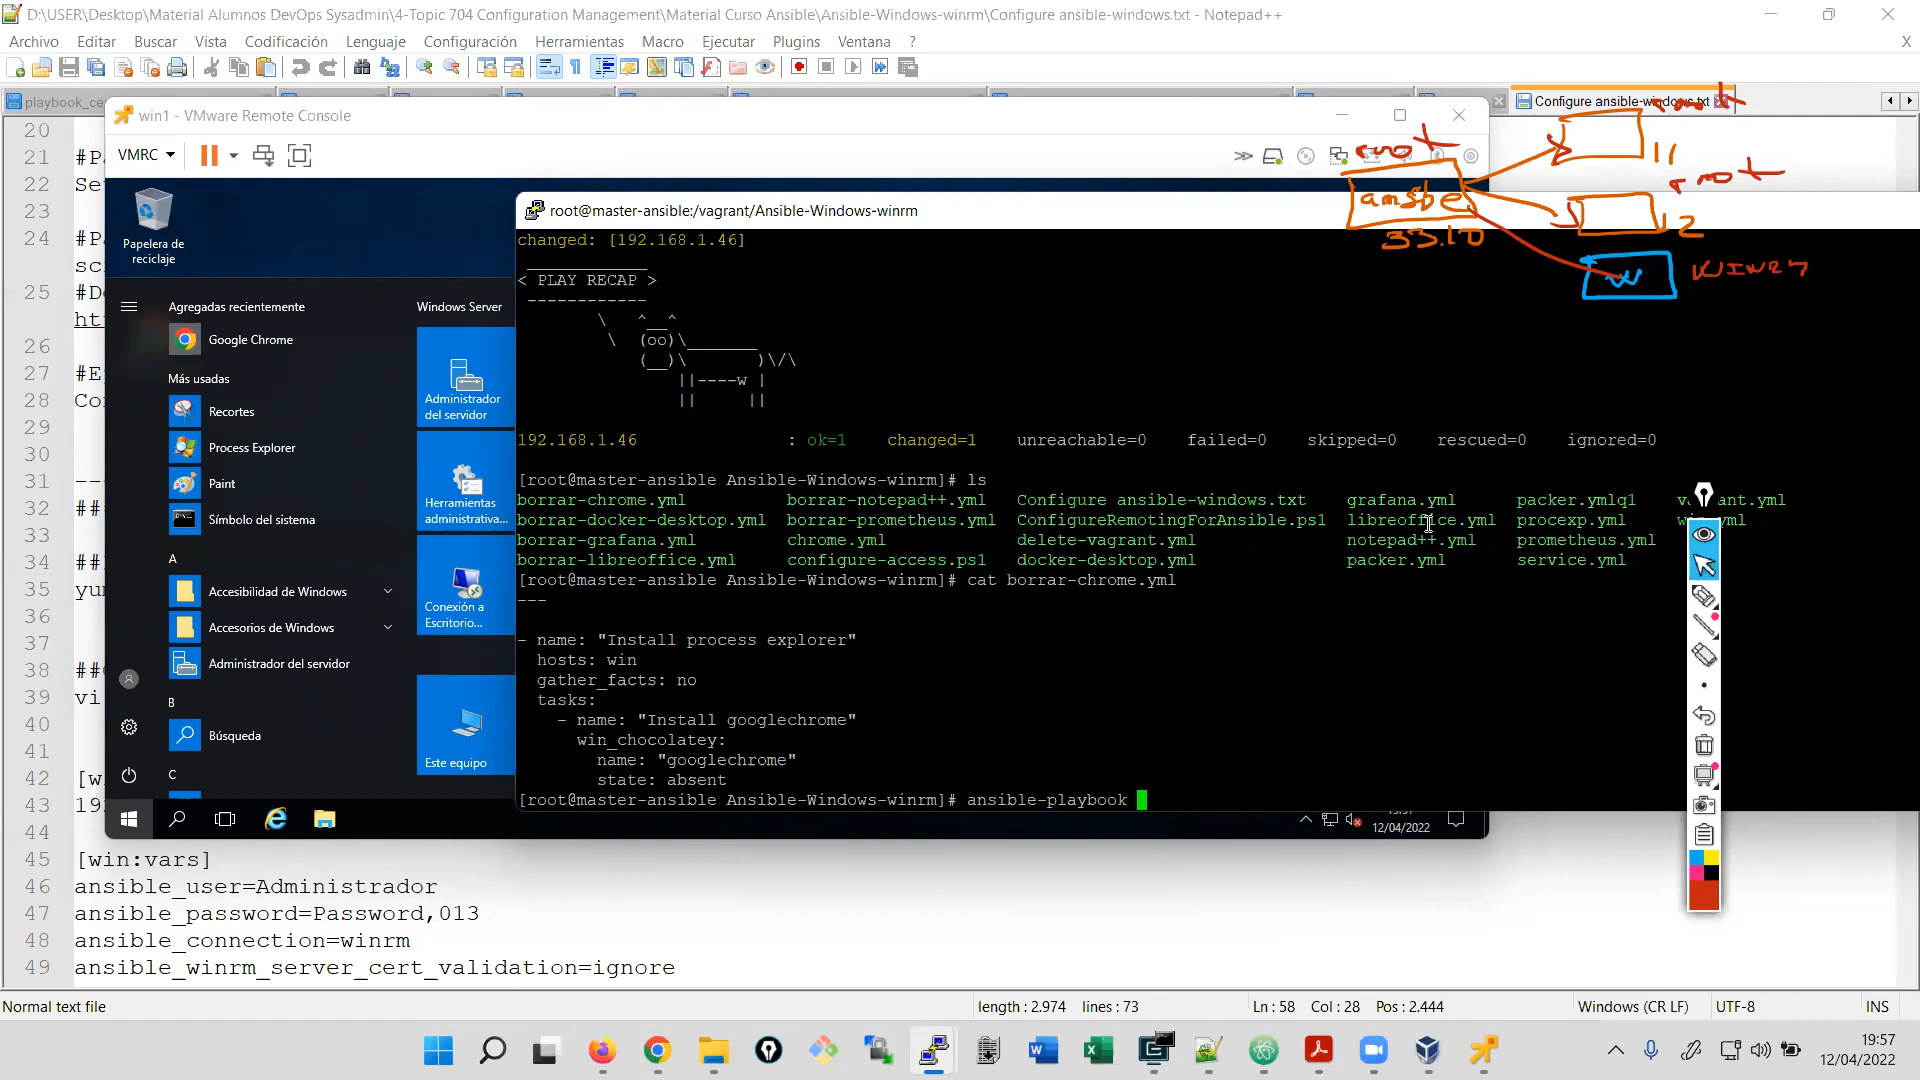 D:\USER\Desktop\Material Alumnos DevOps Sysadmin\4-Topic 704 Configuration Management\Material Curso Ansible\Ansible-Windows-winrm\Configure ansible-windows.txt - Notepad++
Archivo Editar Buscar Vista Codificación Lenguaje Configuración Herramientas Macro Ejecutar Plugins Ventana ? X
playbook_ce
Configure ansible-windows.txt
win1 - VMware Remote Console
VMRC
Papelera de reciclaje
Agregadas recientemente
Google Chrome
Más usadas
Recortes
Process Explorer
Paint
Símbolo del sistema
A
Accesibilidad de Windows
Accesorios de Windows
Administrador del servidor
B
Búsqueda
C
Windows Server
Administrador del servidor
Herramientas administrativa...
Conexión a Escritorio...
Este equipo
root@master-ansible:/vagrant/Ansible-Windows-winrm
changed: [192.168.1.46]
____________
< PLAY RECAP >
------------
\ ^__^
\ (oo)\_______
(__)\ )\/\
||----w |
|| ||
192.168.1.46 : ok=1 changed=1 unreachable=0 failed=0 skipped=0 rescued=0 ignored=0
[root@master-ansible Ansible-Windows-winrm]# ls
borrar-chrome.yml borrar-notepad++.yml Configure ansible-windows.txt grafana.yml packer.ymlq1
borrar-docker-desktop.yml borrar-prometheus.yml ConfigureRemotingForAnsible.ps1 libreoffice.yml procexp.yml
borrar-grafana.yml chrome.yml delete-vagrant.yml notepad++.yml prometheus.yml
borrar-libreoffice.yml configure-access.ps1 docker-desktop.yml packer.yml service.yml
[root@master-ansible Ansible-Windows-winrm]# cat borrar-chrome.yml
---
- name: "Install process explorer"
hosts: win
gather_facts: no
tasks:
- name: "Install googlechrome"
win_chocolatey:
name: "googlechrome"
state: absent
[root@master-ansible Ansible-Windows-winrm]# ansible-playbook
12/04/2022
root
root
root
33.10
11
12
W
20
21 #P
22 Se
23
24 #P
sc
25 #D
ht
26
27 #E
28 Co
29
30
31 --
32 ##
33
34 ##
35 yu
36
37
38 ##
39 vi
40
41
42 [w
43 19
44
45 [win:vars]
46 ansible_user=Administrador
47 ansible_password=Password,013
48 ansible_connection=winrm
49 ansible_winrm_server_cert_validation=ignore
Normal text file length : 2.974 lines : 73 Ln : 58 Col : 28 Pos : 2.444 Windows (CR LF) UTF-8 INS
19:57
12/04/2022